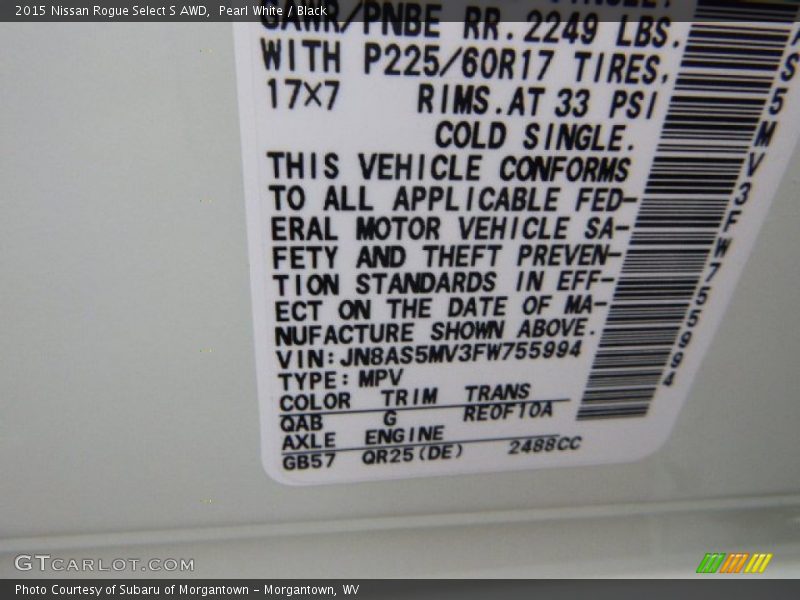 2015 Nissan Rogue Select S AWD,  Pearl White / Black
GAWR/PNBE RR. 2249 LBS.
WITH P225/60R17 TIRES,
17X7 RIMS. AT 33 PSI
COLD SINGLE.
THIS VEHICLE CONFORMS
TO ALL APPLICABLE FED-
ERAL MOTOR VEHICLE SA-
FETY AND THEFT PREVEN-
TION STANDARDS IN EFF-
ECT ON THE DATE OF MA-
NUFACTURE SHOWN ABOVE.
VIN: JN8AS5MV3FW755994
TYPE: MPV
COLOR TRIM TRANS
QAB G RE0F10A
AXLE ENGINE
GB57 QR25(DE) 2488CC
AS5MV3FW755994
GTCARLOT.COM
Photo Courtesy of Subaru of Morgantown - Morgantown, WV